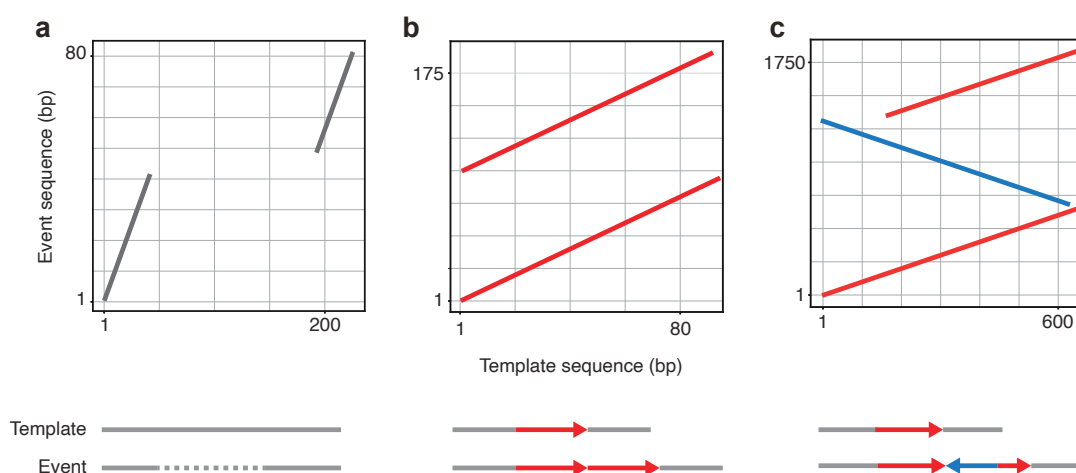 a
80
Event sequence (bp)
1
1
200
b
175
1
1
80
Template sequence (bp)
c
1750
1
1
600
Template
Event